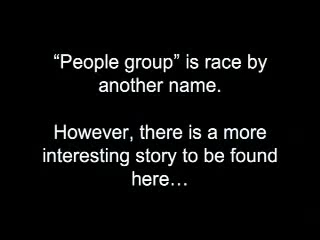 “People group” is race by
another name.
However, there is a more
interesting story to be found
here…